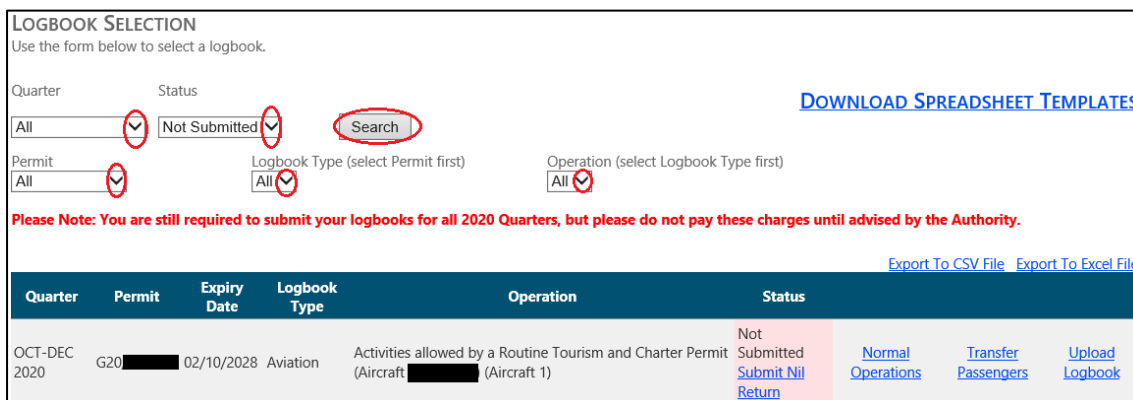 LOGBOOK SELECTION
Use the form below to select a logbook.
Quarter Status
DOWNLOAD SPREADSHEET TEMPLATES
All Not Submitted Search
Permit Logbook Type (select Permit first) Operation (select Logbook Type first)
All All All
Please Note: You are still required to submit your logbooks for all 2020 Quarters, but please do not pay these charges until advised by the Authority.
Export To CSV File Export To Excel File
Quarter Permit Expiry Date Logbook Type Operation Status
OCT-DEC 2020 G20 02/10/2028 Aviation Activities allowed by a Routine Tourism and Charter Permit (Aircraft ) (Aircraft 1) Not Submitted Submit Nil Return Normal Operations Transfer Passengers Upload Logbook